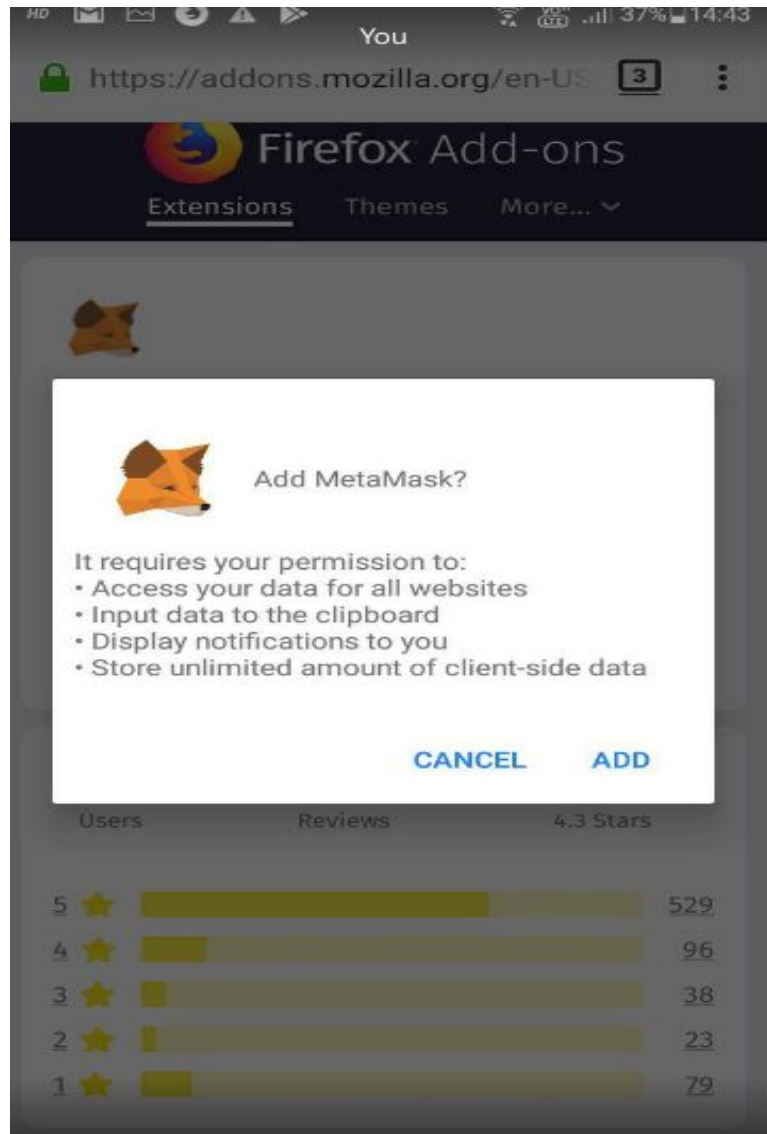 HD 37% 14:43
You
https://addons.mozilla.org/en-US 3
Firefox Add-ons
Extensions Themes More...
Add MetaMask?
It requires your permission to:
• Access your data for all websites
• Input data to the clipboard
• Display notifications to you
• Store unlimited amount of client-side data
CANCEL ADD
Users Reviews 4.3 Stars
5 529
4 96
3 38
2 23
1 79